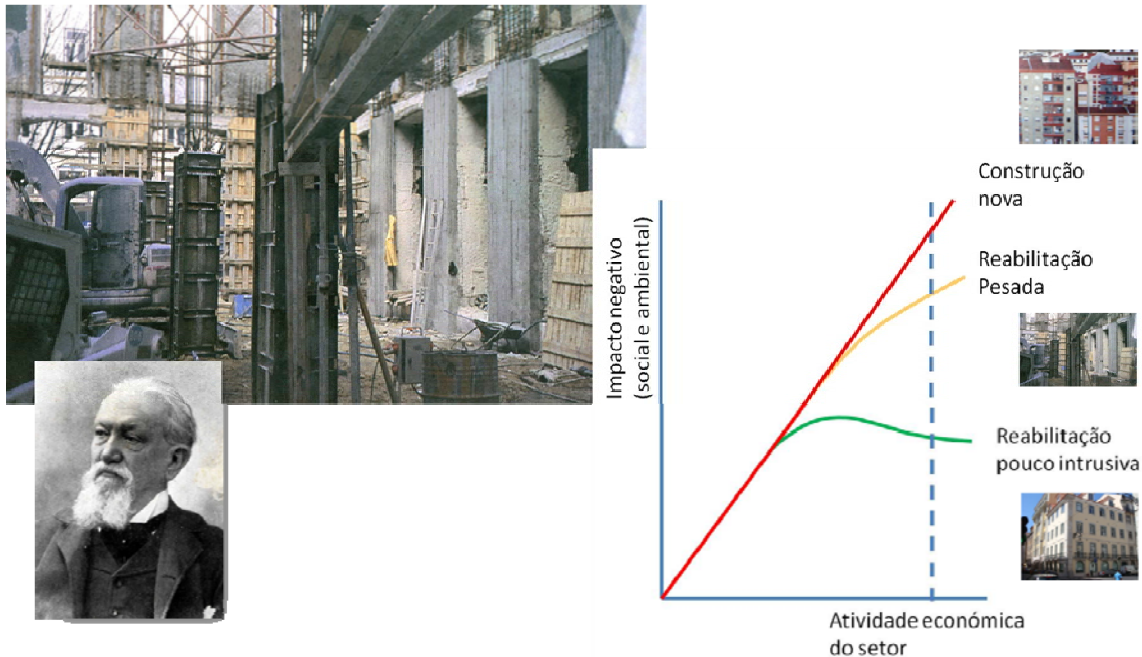 Construção
nova
Reabilitação
Pesada
Impacto negativo
(social e ambiental)
Reabilitação
pouco intrusiva
Atividade económica
do setor